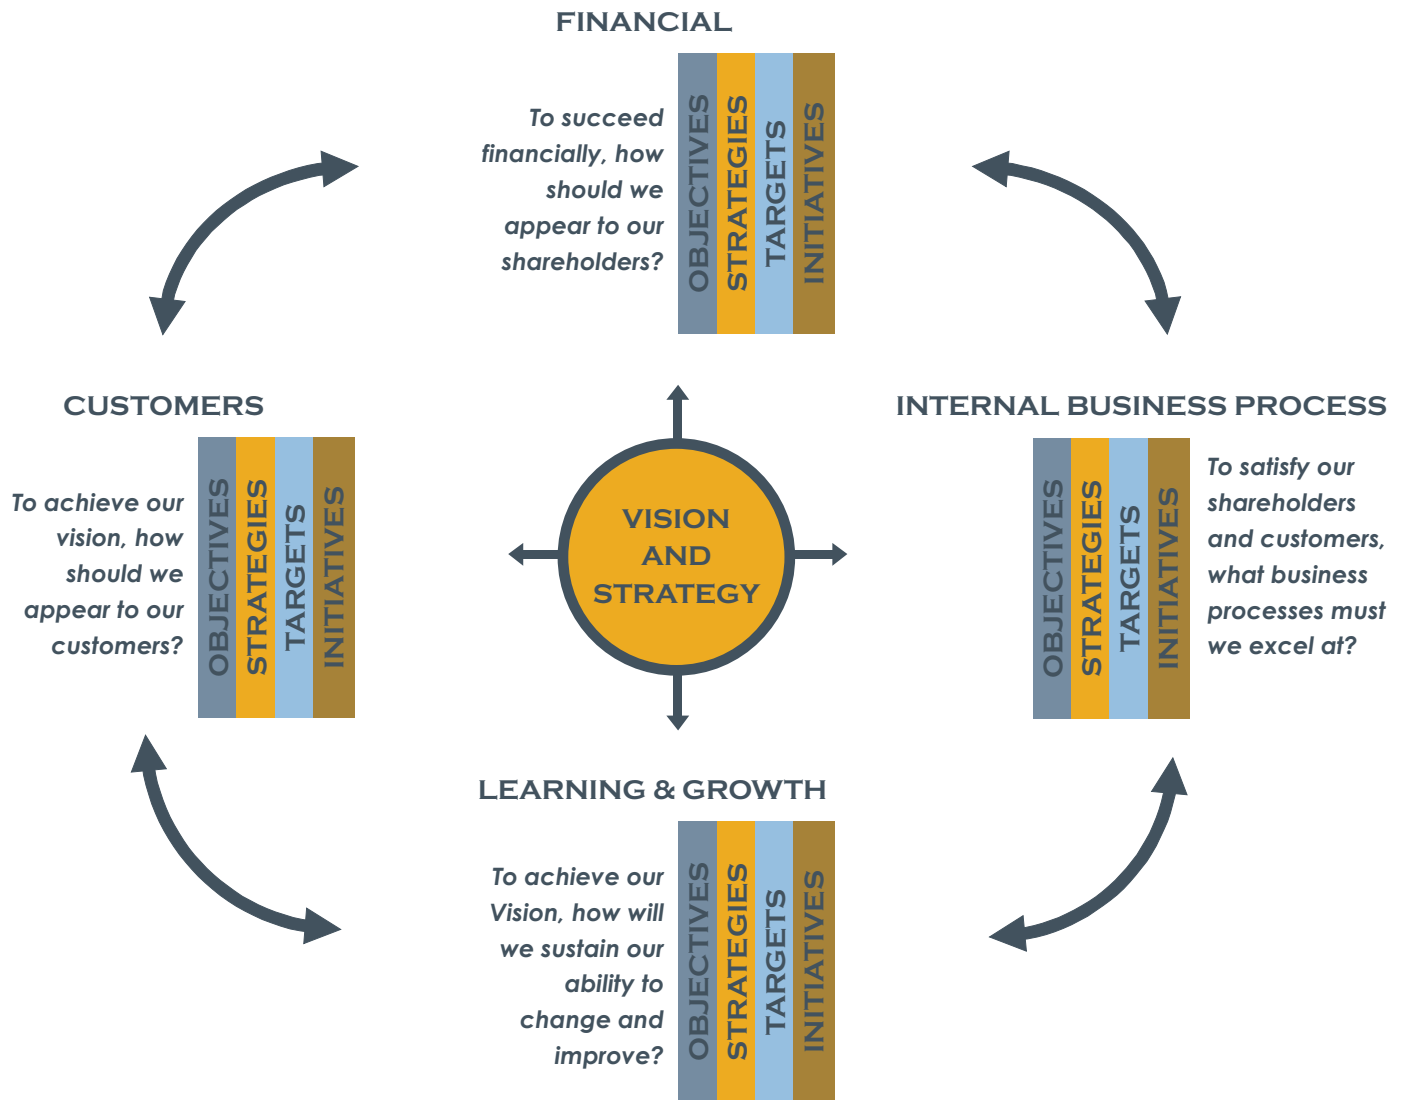 FINANCIAL
To succeed
financially, how
should we
appear to our
shareholders?
OBJECTIVES
STRATEGIES
TARGETS
INITIATIVES
CUSTOMERS
To achieve our
vision, how
should we
appear to our
customers?
OBJECTIVES
STRATEGIES
TARGETS
INITIATIVES
VISION
AND
STRATEGY
INTERNAL BUSINESS PROCESS
OBJECTIVES
STRATEGIES
TARGETS
INITIATIVES
To satisfy our
shareholders
and customers,
what business
processes must
we excel at?
LEARNING & GROWTH
To achieve our
Vision, how will
we sustain our
ability to
change and
improve?
OBJECTIVES
STRATEGIES
TARGETS
INITIATIVES